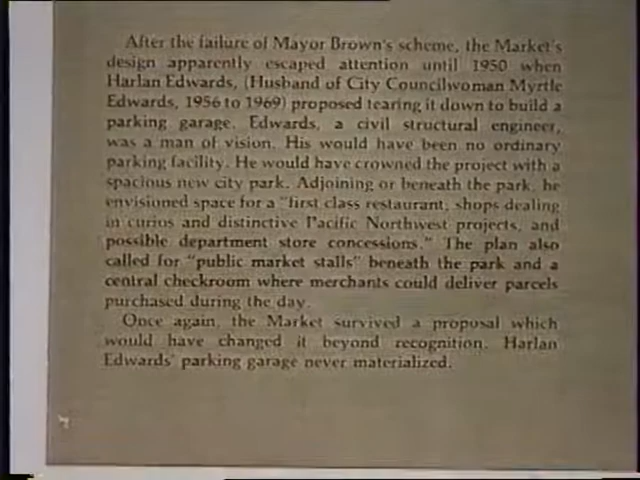 After the failure of Mayor Brown's scheme, the Market's
design apparently escaped attention until 1950 when
Harlan Edwards, (Husband of City Councilwoman Myrtle
Edwards, 1956 to 1969) proposed tearing it down to build a
parking garage. Edwards, a civil structural engineer,
was a man of vision. His would have been no ordinary
parking facility. He would have crowned the project with a
spacious new city park. Adjoining or beneath the park, he
envisioned space for a "first class restaurant, shops dealing
in curios and distinctive Pacific Northwest projects, and
possible department store concessions." The plan also
called for "public market stalls" beneath the park and a
central checkroom where merchants could deliver parcels
purchased during the day.
Once again, the Market survived a proposal which
would have changed it beyond recognition. Harlan
Edwards' parking garage never materialized.